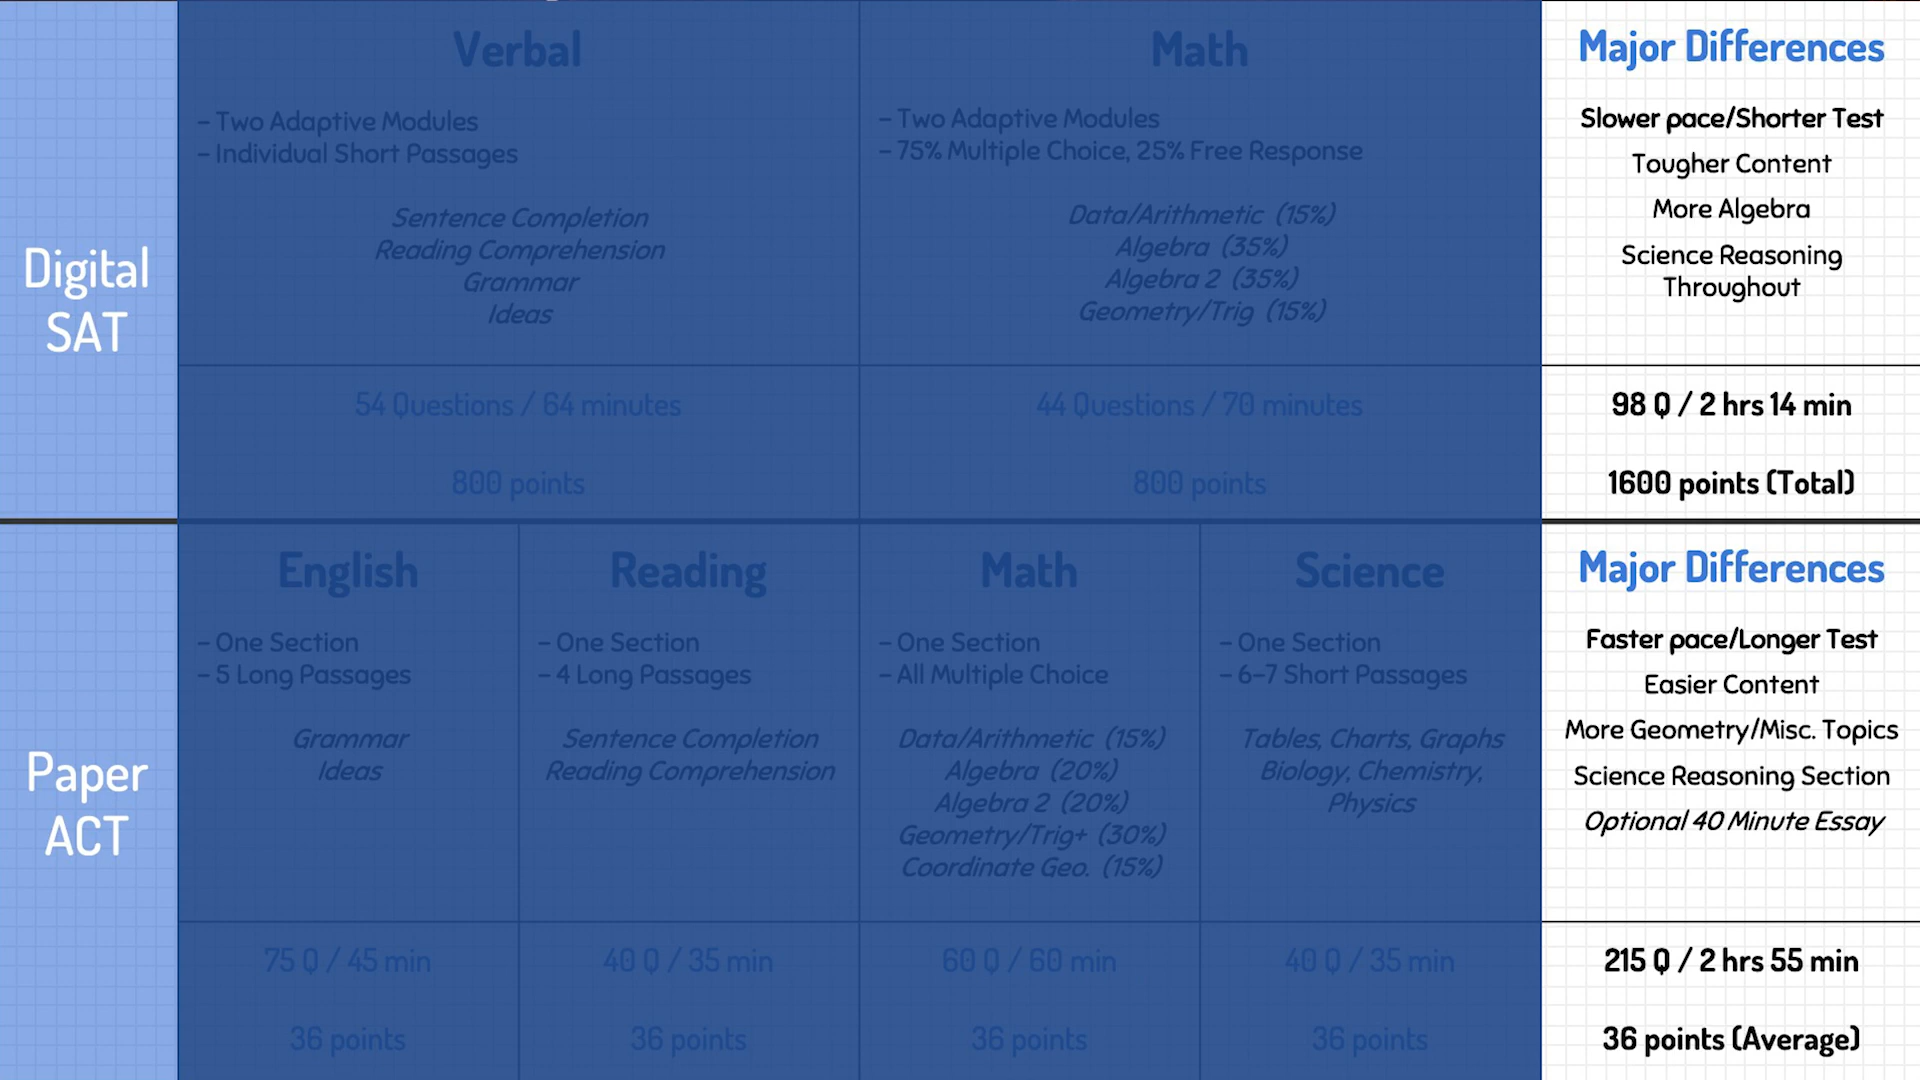 Digital
SAT
Verbal
– Two Adaptive Modules
– Individual Short Passages
Sentence Completion
Reading Comprehension
Grammar
Ideas
54 Questions / 64 minutes
800 points
Math
– Two Adaptive Modules
– 75% Multiple Choice, 25% Free Response
Data/Arithmetic (15%)
Algebra (35%)
Algebra 2 (35%)
Geometry/Trig (15%)
44 Questions / 70 minutes
800 points
Major Differences
Slower pace/Shorter Test
Tougher Content
More Algebra
Science Reasoning
Throughout
98 Q / 2 hrs 14 min
1600 points (Total)
Paper
ACT
English
– One Section
– 5 Long Passages
Grammar
Ideas
75 Q / 45 min
36 points
Reading
– One Section
– 4 Long Passages
Sentence Completion
Reading Comprehension
40 Q / 35 min
36 points
Math
– One Section
– All Multiple Choice
Data/Arithmetic (15%)
Algebra (20%)
Algebra 2 (20%)
Geometry/Trig+ (30%)
Coordinate Geo. (15%)
60 Q / 60 min
36 points
Science
– One Section
– 6–7 Short Passages
Tables, Charts, Graphs
Biology, Chemistry,
Physics
40 Q / 35 min
36 points
Major Differences
Faster pace/Longer Test
Easier Content
More Geometry/Misc. Topics
Science Reasoning Section
Optional 40 Minute Essay
215 Q / 2 hrs 55 min
36 points (Average)